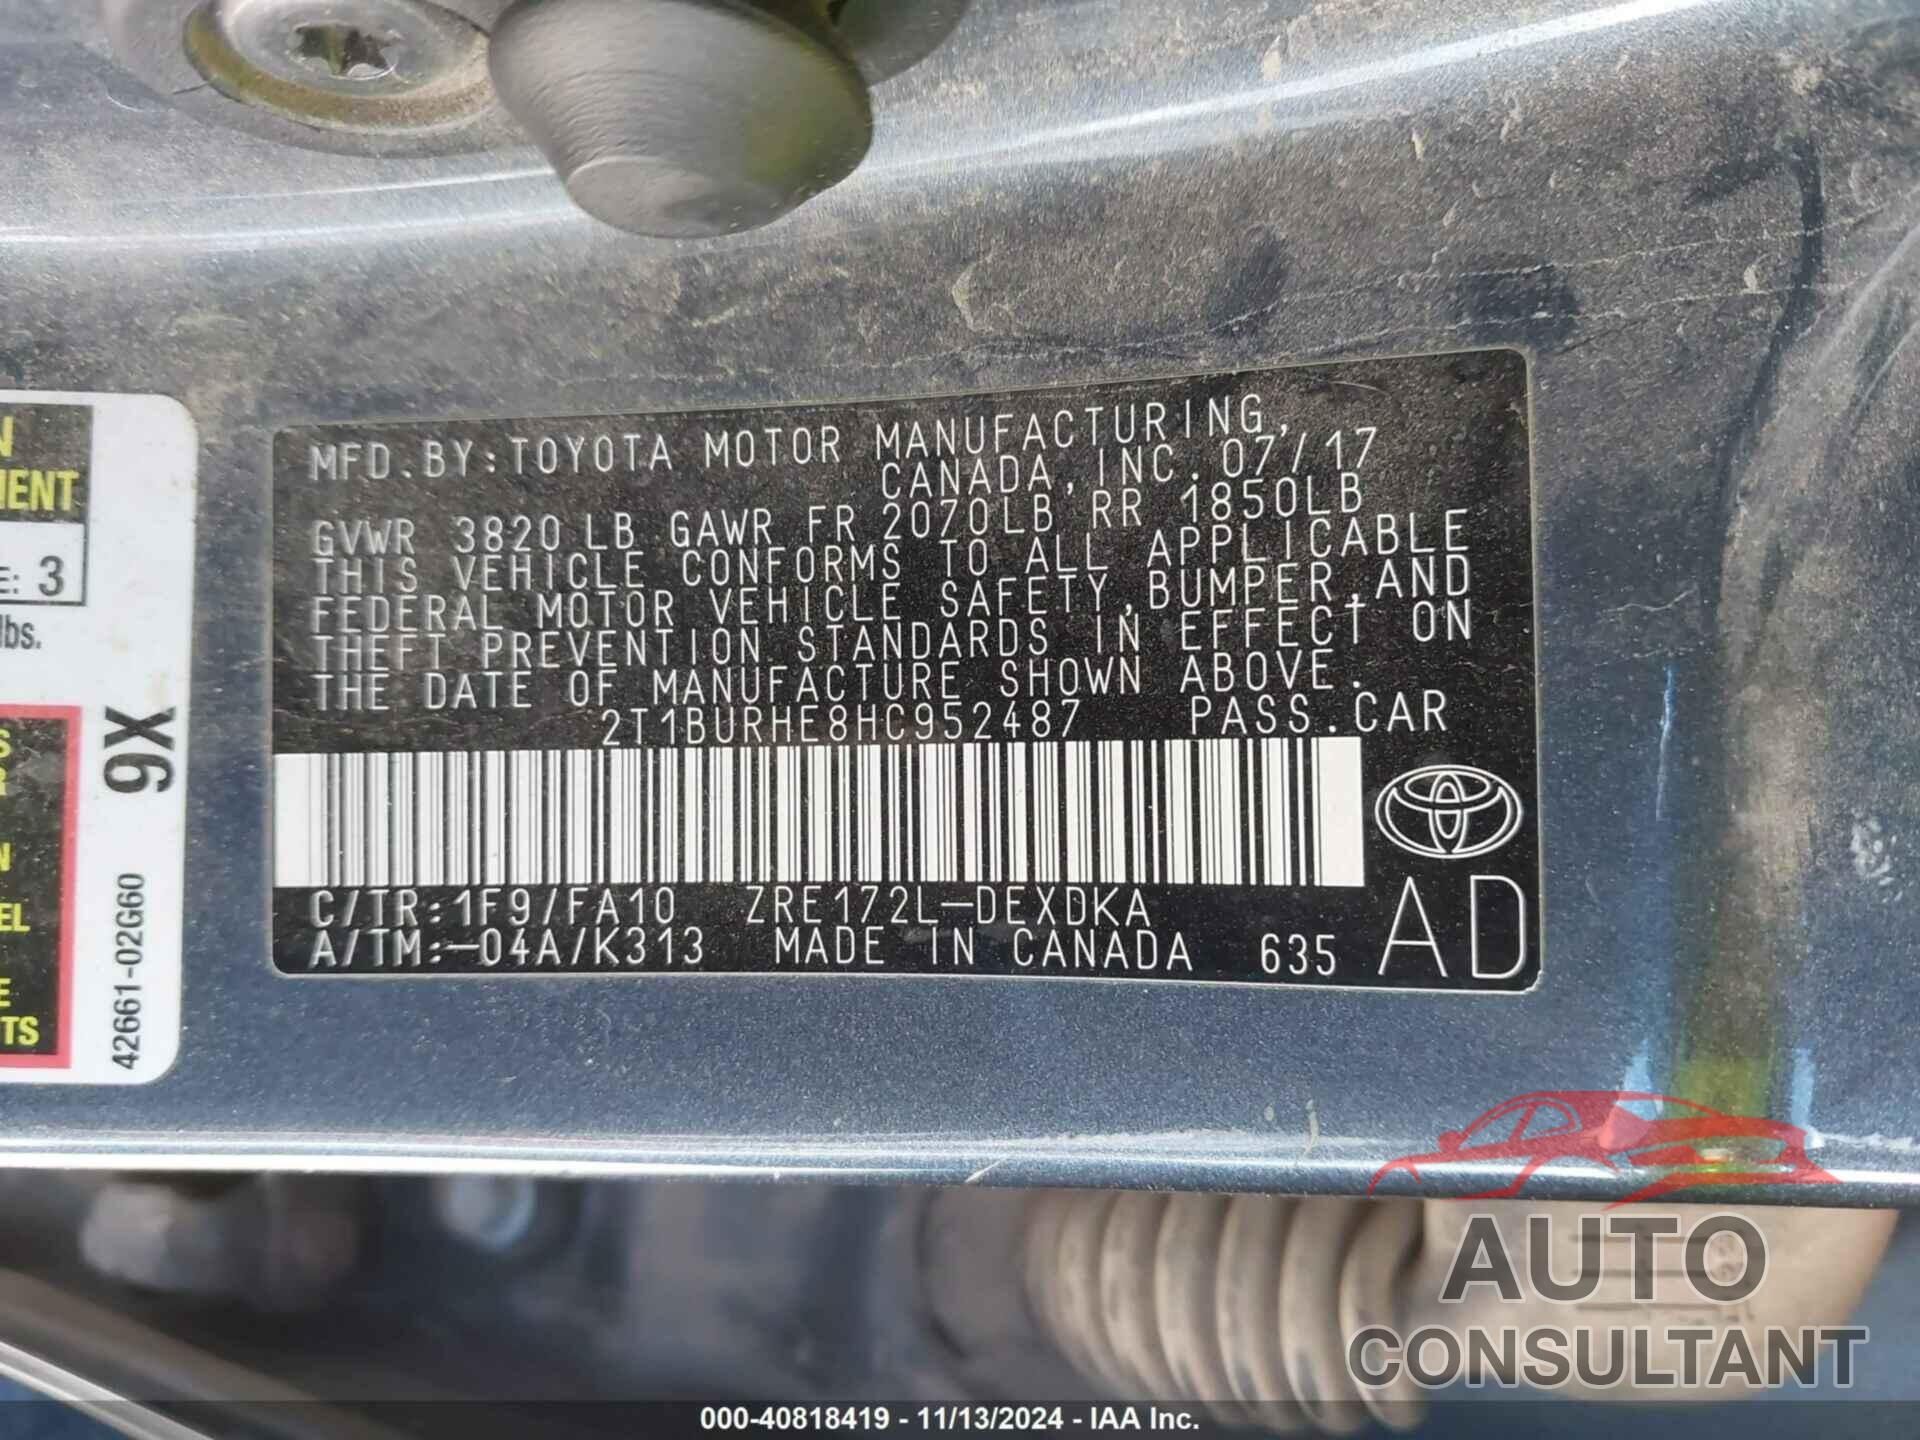 MFD.BY:TOYOTA MOTOR MANUFACTURING,
CANADA,INC. 07/17
GVWR 3820LB GAWR FR 2070LB RR 1850LB
THIS VEHICLE CONFORMS TO ALL APPLICABLE
FEDERAL MOTOR VEHICLE SAFETY,BUMPER,AND
THEFT PREVENTION STANDARDS IN EFFECT ON
THE DATE OF MANUFACTURE SHOWN ABOVE.
2T1BURHE8HC952487 PASS.CAR
C/TR:1F9/FA10 ZRE172L-DEXDKA
A/TM:-04A/K313 MADE IN CANADA 635
AD
E: 3
lbs.
9X
42661-02G60
AUTO
CONSULTANT
000-40818419 - 11/13/2024 - IAA Inc.